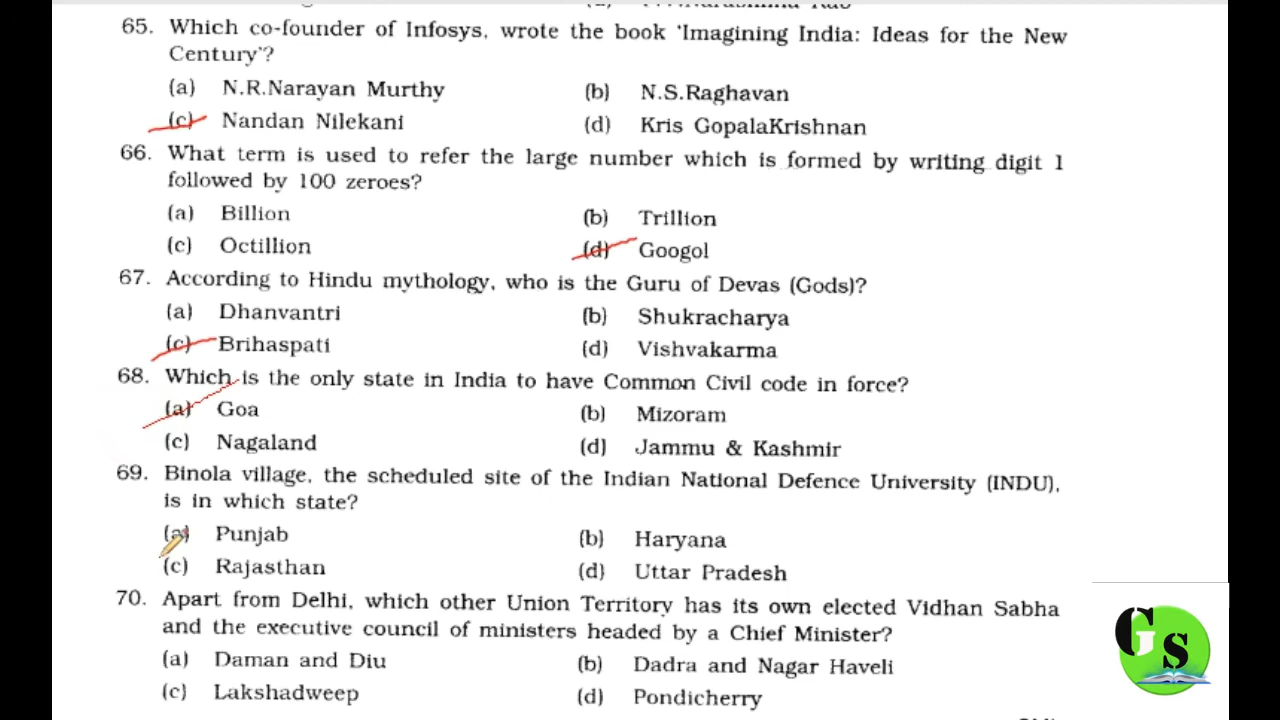 65. Which co-founder of Infosys, wrote the book 'Imagining India: Ideas for the New
Century'?
(a) N.R.Narayan Murthy (b) N.S.Raghavan
(c) Nandan Nilekani (d) Kris GopalaKrishnan
66. What term is used to refer the large number which is formed by writing digit 1
followed by 100 zeroes?
(a) Billion (b) Trillion
(c) Octillion (d) Googol
67. According to Hindu mythology, who is the Guru of Devas (Gods)?
(a) Dhanvantri (b) Shukracharya
(c) Brihaspati (d) Vishvakarma
68. Which is the only state in India to have Common Civil code in force?
(a) Goa (b) Mizoram
(c) Nagaland (d) Jammu & Kashmir
69. Binola village, the scheduled site of the Indian National Defence University (INDU),
is in which state?
(a) Punjab (b) Haryana
(c) Rajasthan (d) Uttar Pradesh
70. Apart from Delhi, which other Union Territory has its own elected Vidhan Sabha
and the executive council of ministers headed by a Chief Minister?
(a) Daman and Diu (b) Dadra and Nagar Haveli
(c) Lakshadweep (d) Pondicherry
GS